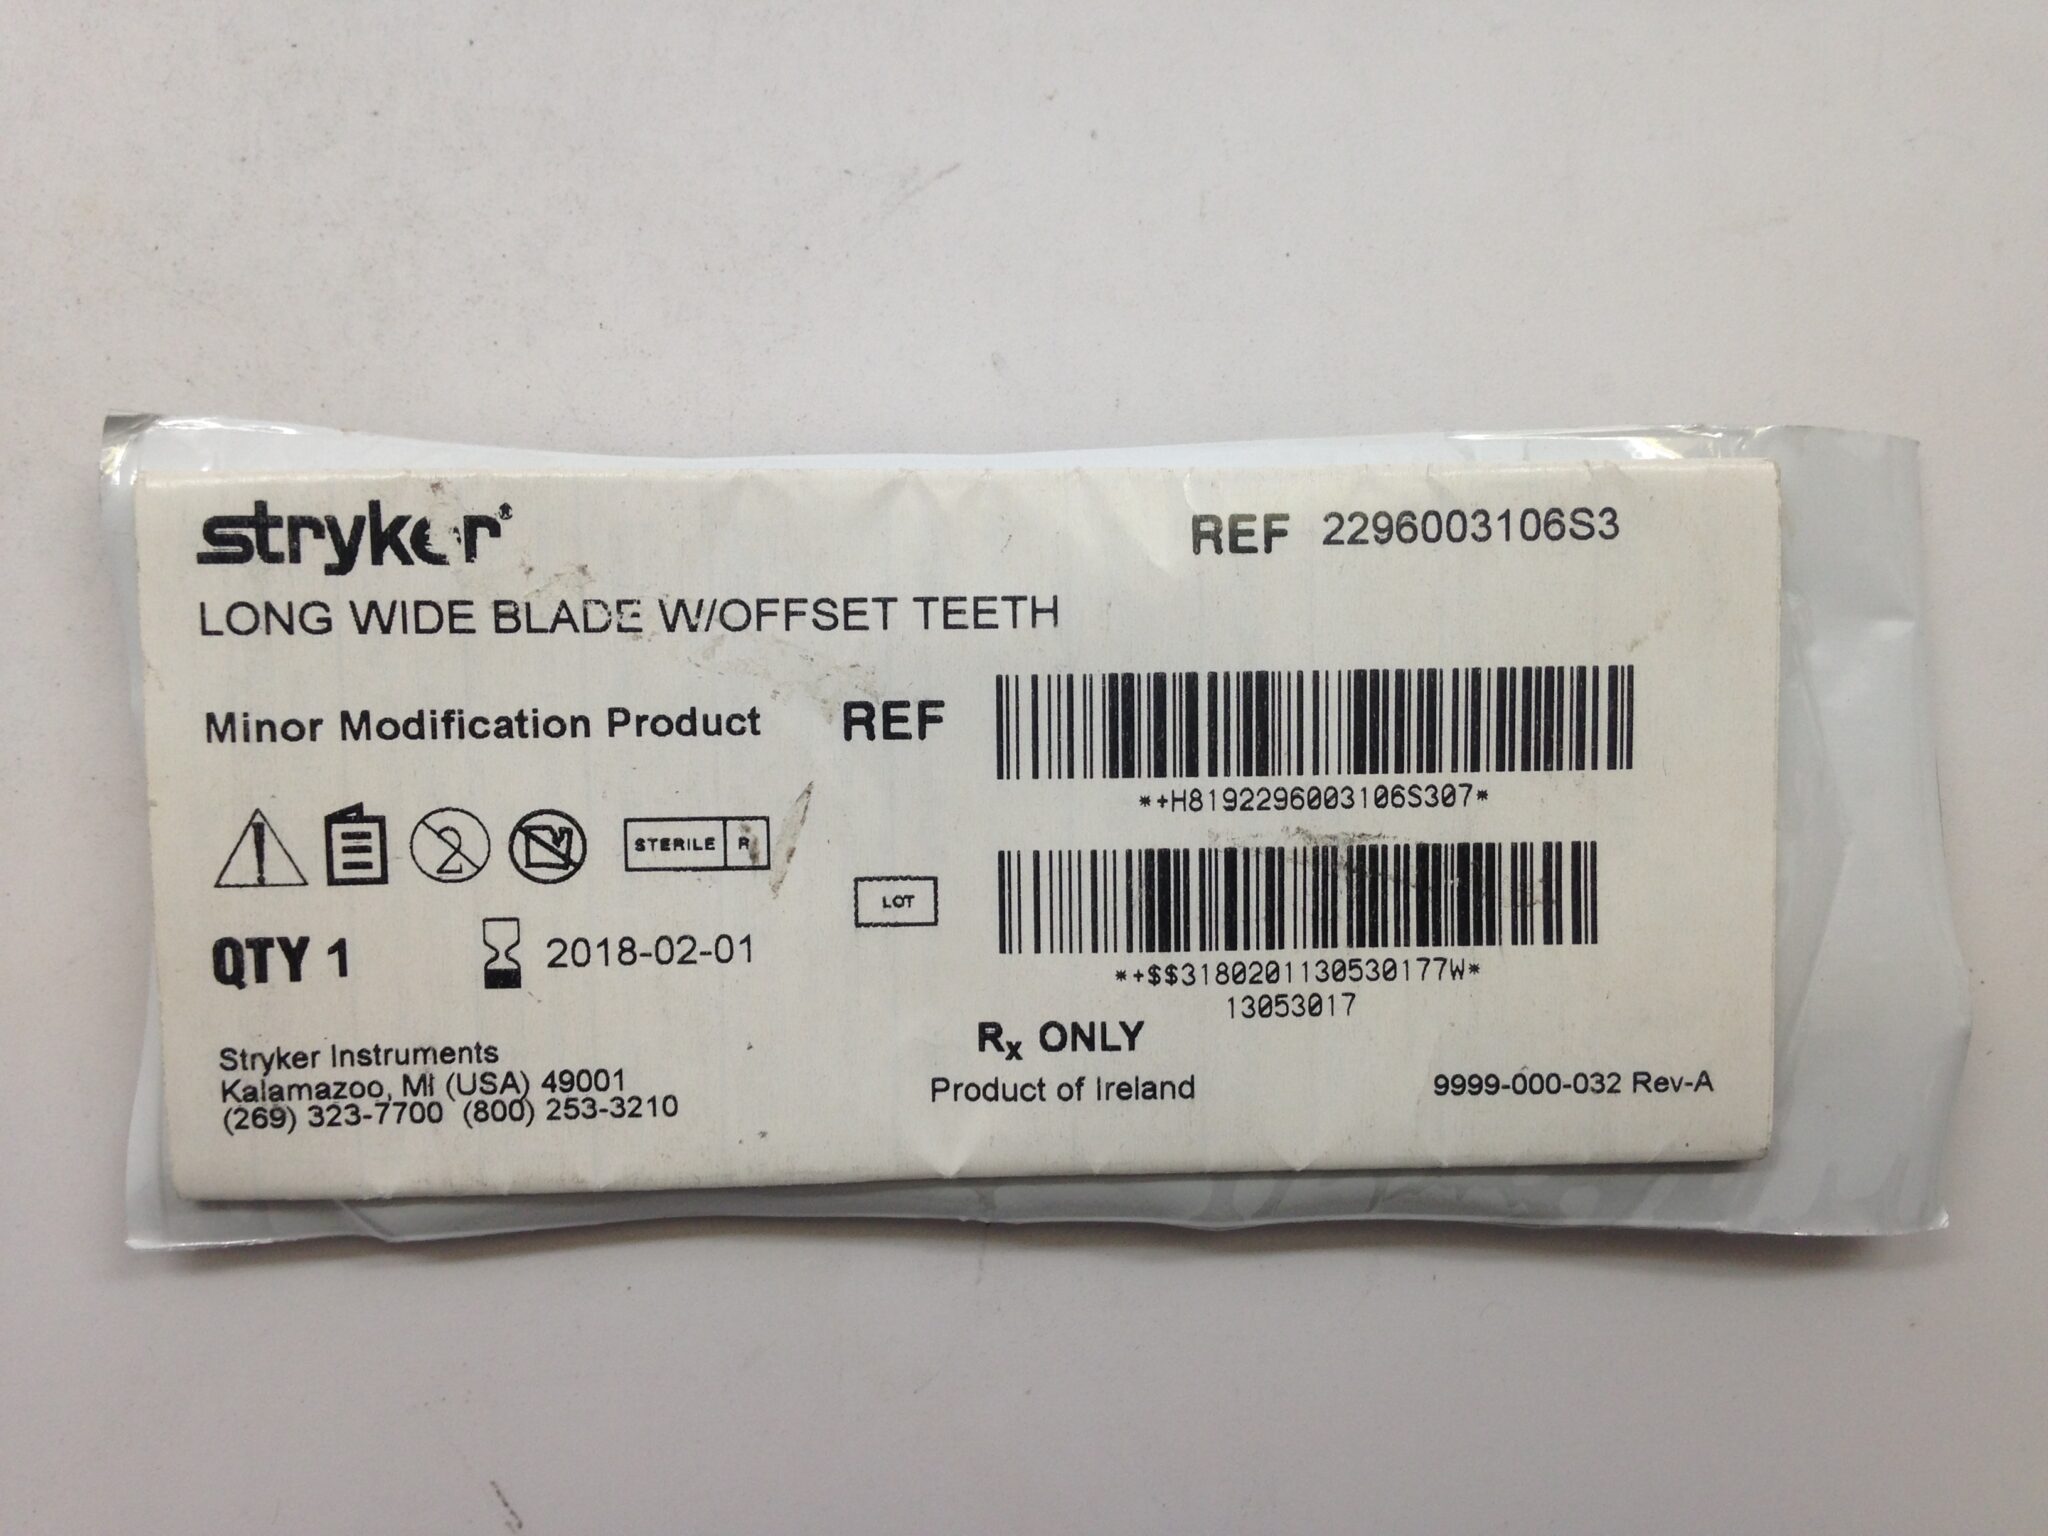 stryker®
REF 2296003106S3
LONG WIDE BLADE W/OFFSET TEETH
Minor Modification Product
REF
*+H8192296003106S307*
2
STERILE R
LOT
QTY 1
2018-02-01
*+$$3180201130530177W*
13053017
Rx ONLY
Stryker Instruments
Kalamazoo, MI (USA) 49001
(269) 323-7700 (800) 253-3210
Product of Ireland
9999-000-032 Rev-A